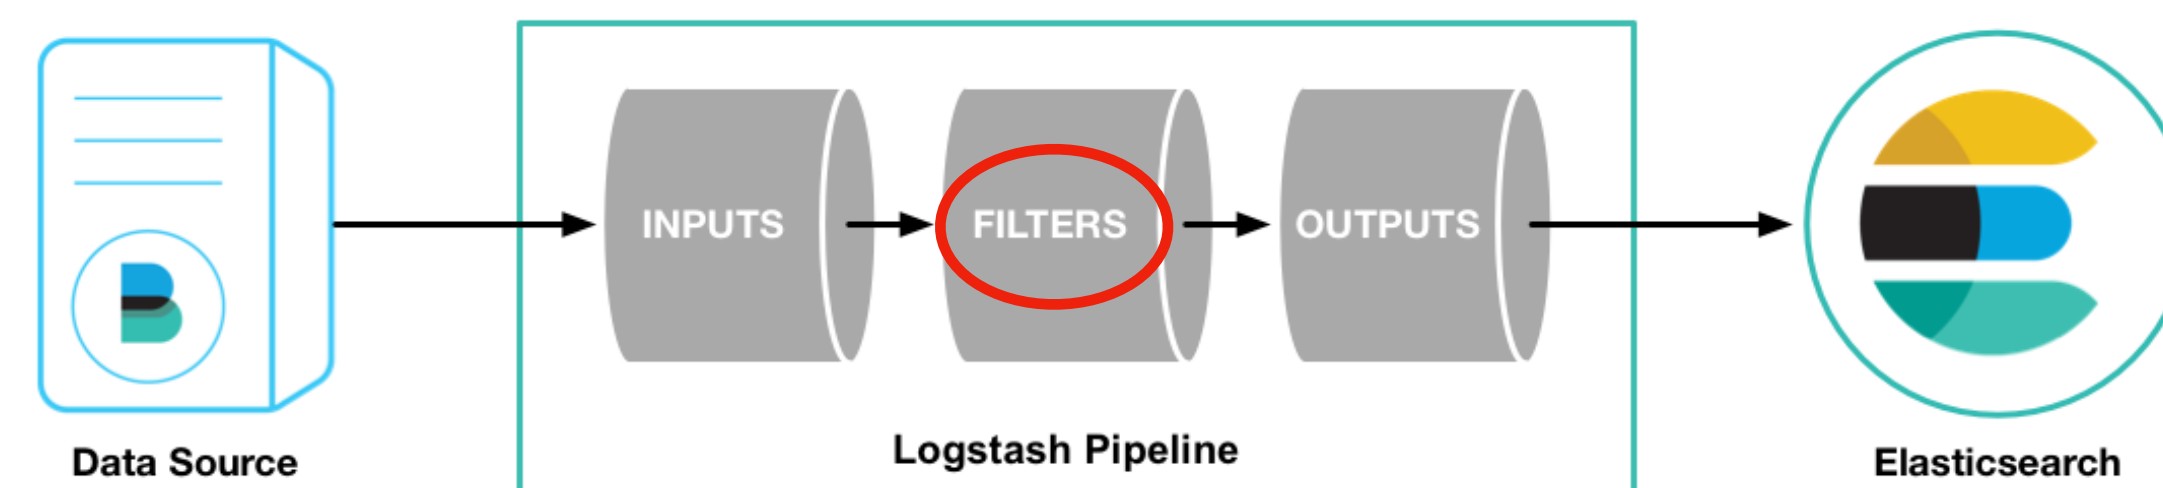 INPUTS
FILTERS
OUTPUTS
Logstash Pipeline
Data Source
Elasticsearch